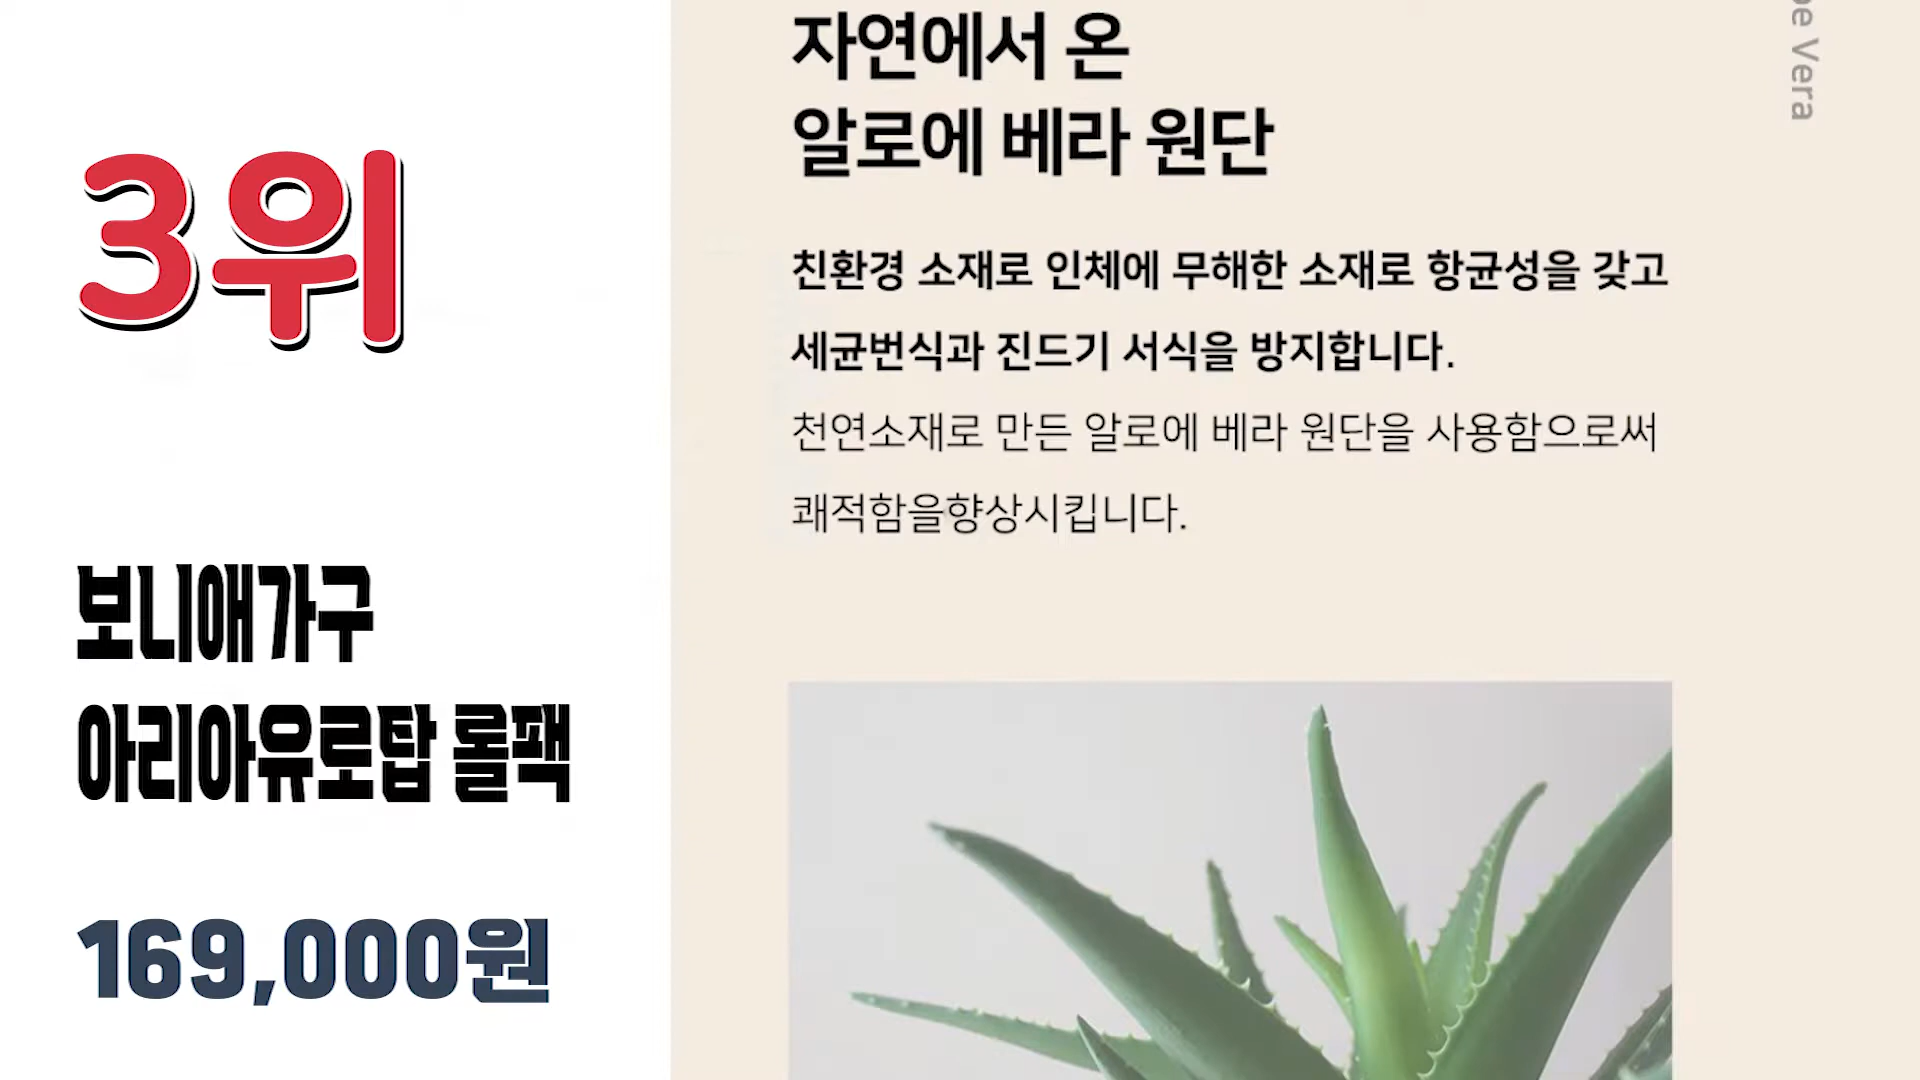 3위
보니애가구
아리아유로탑 롤팩
169,000원
자연에서 온
알로에 베라 원단
친환경 소재로 인체에 무해한 소재로 항균성을 갖고
세균번식과 진드기 서식을 방지합니다.
천연소재로 만든 알로에 베라 원단을 사용함으로써
쾌적함을향상시킵니다.
Vera